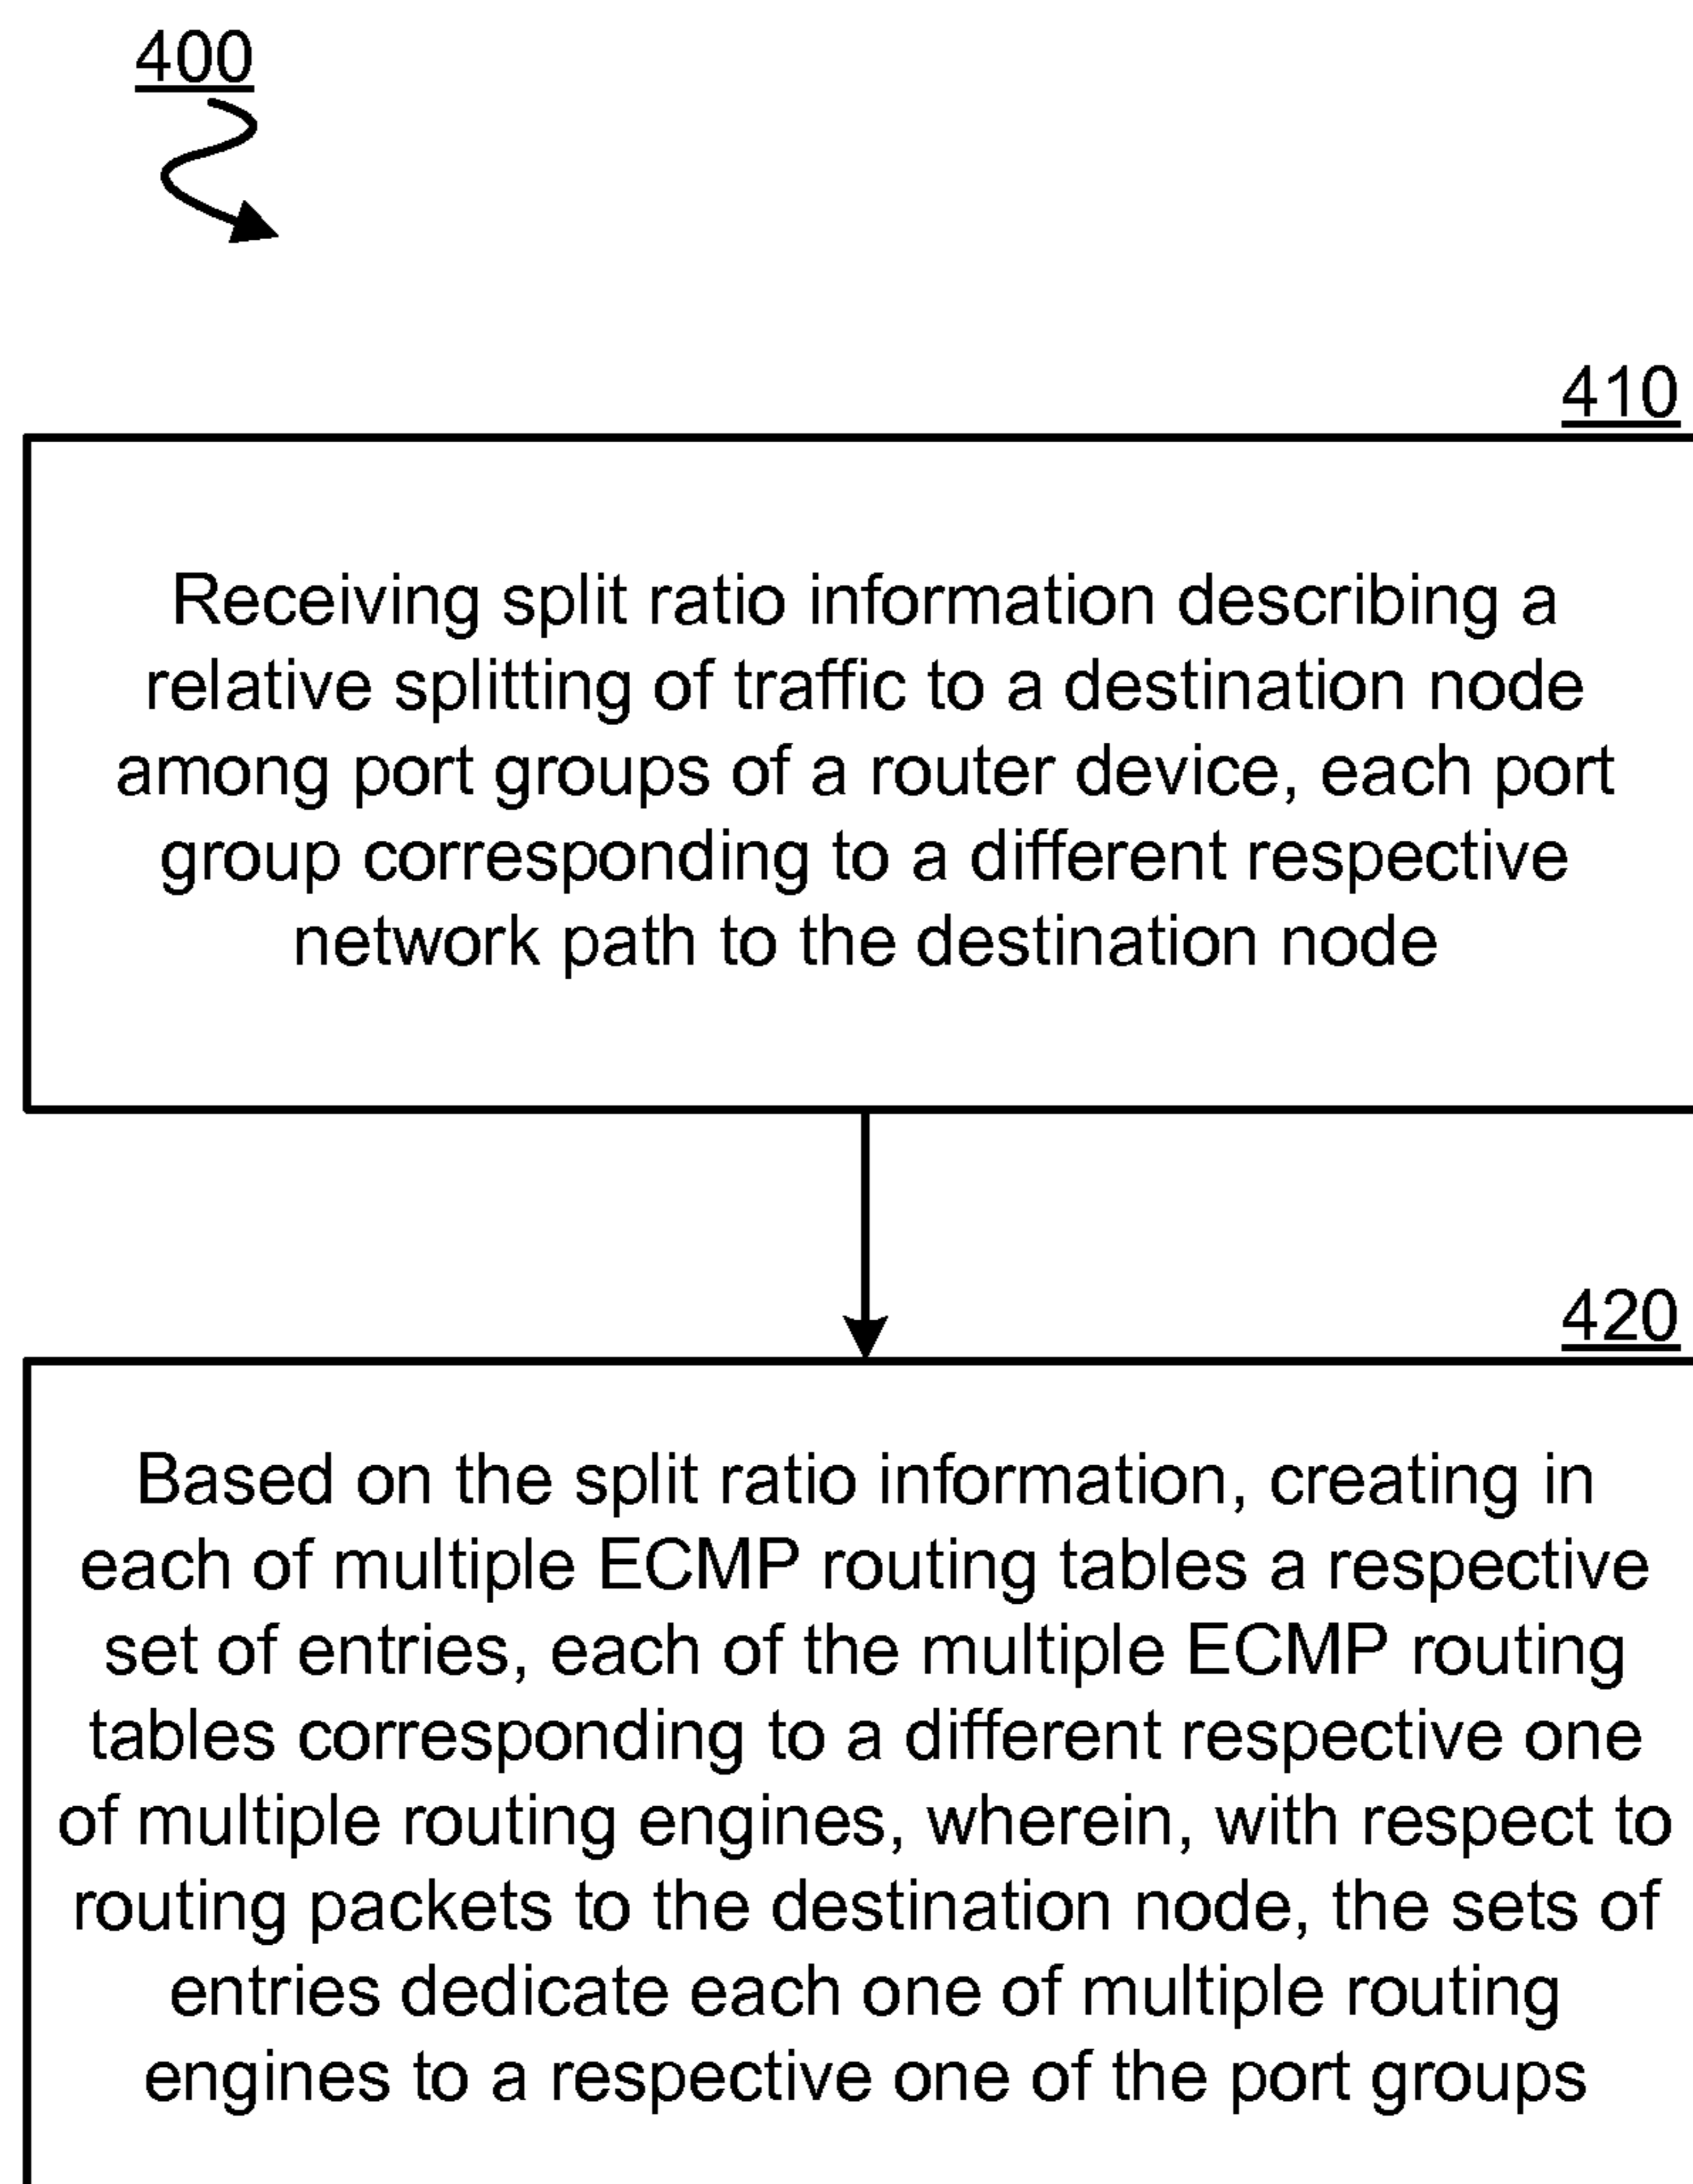 400
410
Receiving split ratio information describing a
relative splitting of traffic to a destination node
among port groups of a router device, each port
group corresponding to a different respective
network path to the destination node
420
Based on the split ratio information, creating in
each of multiple ECMP routing tables a respective
set of entries, each of the multiple ECMP routing
tables corresponding to a different respective one
of multiple routing engines, wherein, with respect to
routing packets to the destination node, the sets of
entries dedicate each one of multiple routing
engines to a respective one of the port groups